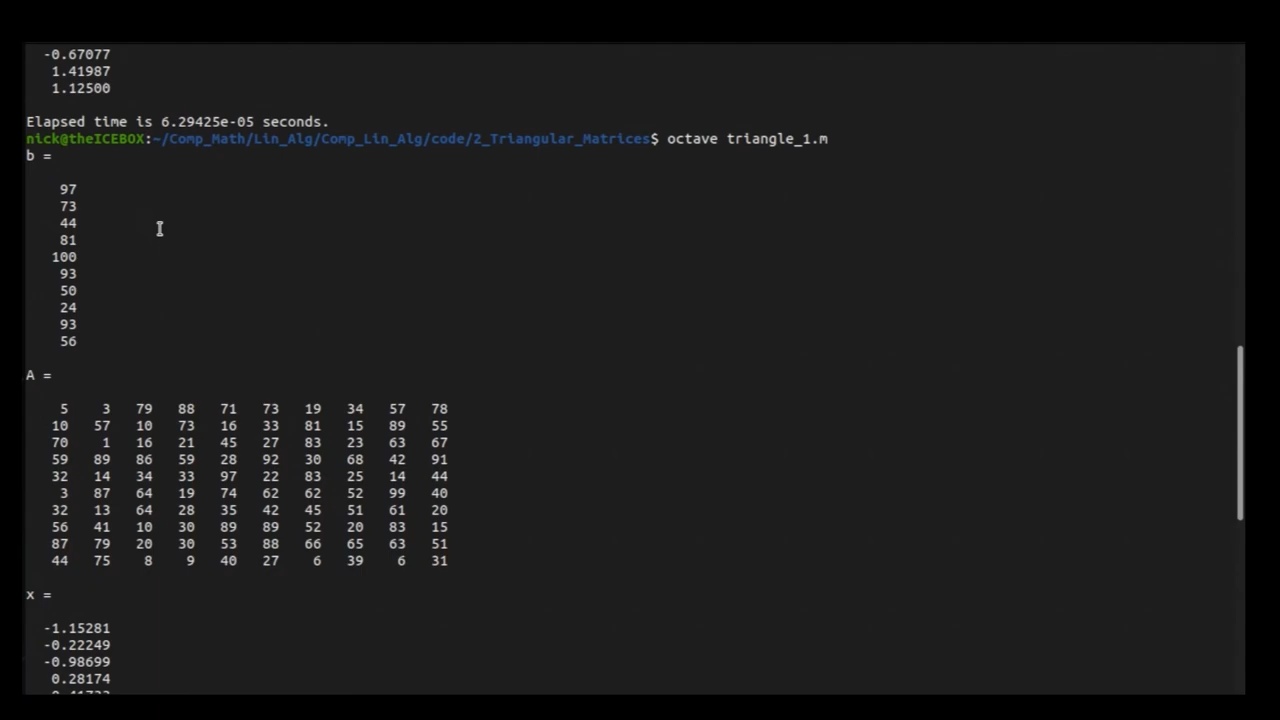 -0.67077
1.41987
1.12500
Elapsed time is 6.29425e-05 seconds.
nick@theICEBOX:~/Comp_Math/Lin_Alg/Comp_Lin_Alg/code/2_Triangular_Matrices$ octave triangle_1.m
b =
97
73
44
81
100
93
50
24
93
56
A =
5 3 79 88 71 73 19 34 57 78
10 57 10 73 16 33 81 15 89 55
70 1 16 21 45 27 83 23 63 67
59 89 86 59 28 92 30 68 42 91
32 14 34 33 97 22 83 25 14 44
3 87 64 19 74 62 62 52 99 40
32 13 64 28 35 42 45 51 61 20
56 41 10 30 89 89 52 20 83 15
87 79 20 30 53 88 66 65 63 51
44 75 8 9 40 27 6 39 6 31
x =
-1.15281
-0.22249
-0.98699
0.28174